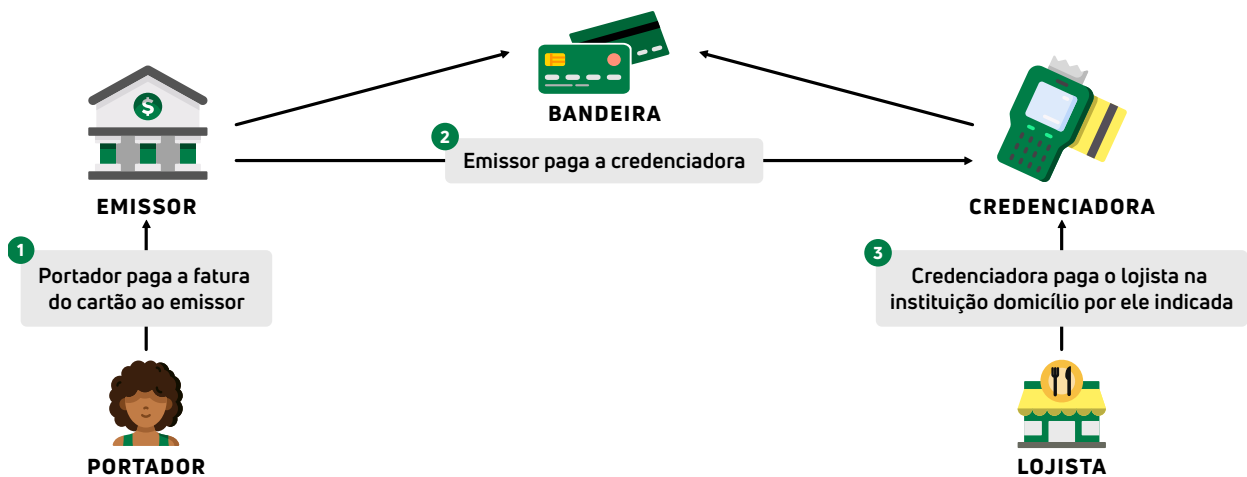 BANDEIRA
2
Emissor paga a credenciadora
$
EMISSOR
CREDENCIADORA
1
Portador paga a fatura
do cartão ao emissor
3
Credenciadora paga o lojista na
instituição domicílio por ele indicada
PORTADOR
LOJISTA